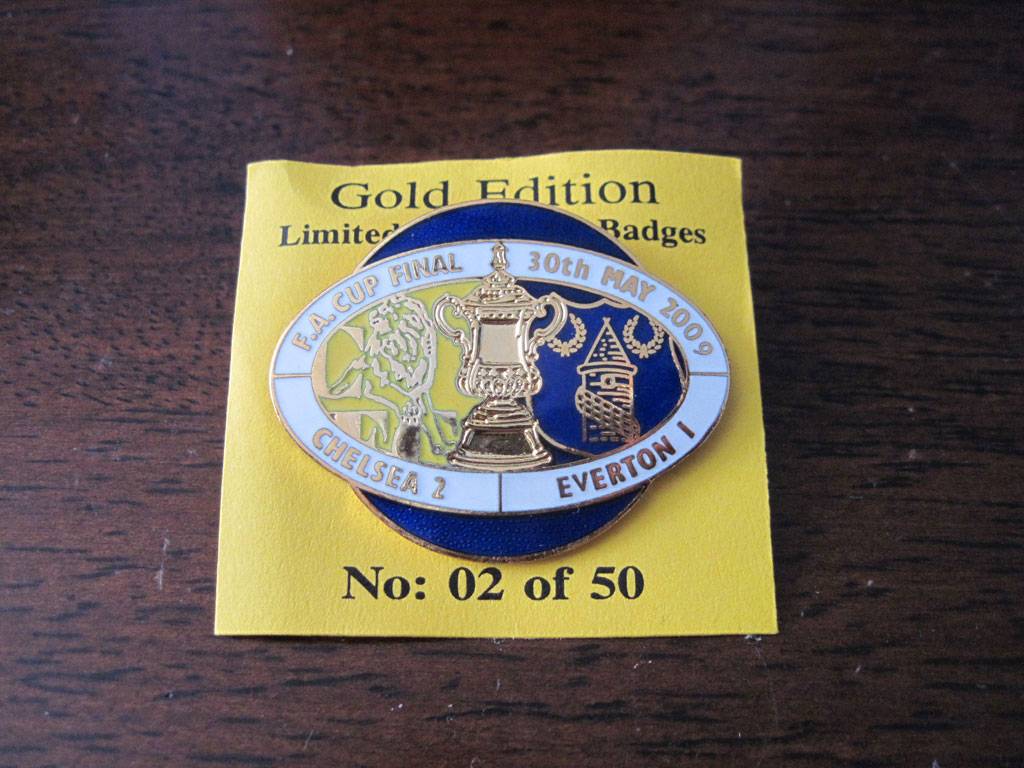 Gold Edition
Limited Badges
F.A. CUP FINAL
30th MAY 2009
CHELSEA 2
EVERTON 1
No: 02 of 50